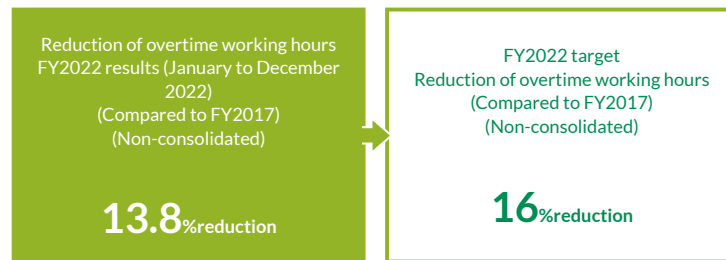 Reduction of overtime working hours
FY2022 results (January to December
2022)
(Compared to FY2017)
(Non-consolidated)
13.8%reduction
FY2022 target
Reduction of overtime working hours
(Compared to FY2017)
(Non-consolidated)
16%reduction